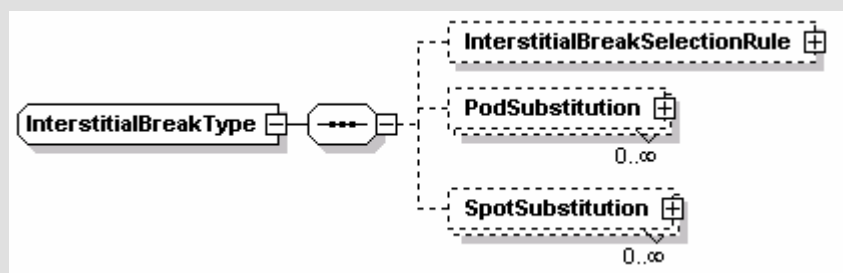 InterstitialBreakSelectionRule
InterstitialBreakType
PodSubstitution
0..∞
SpotSubstitution
0..∞